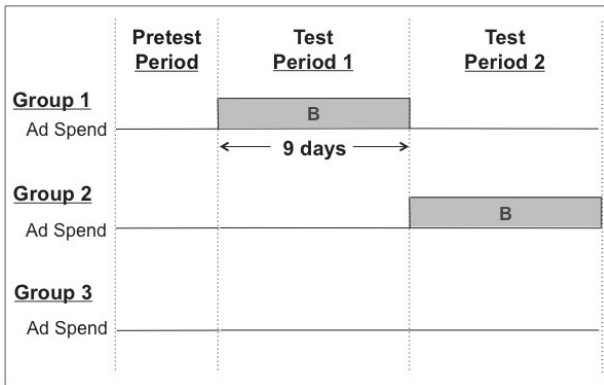 Pretest Test Test
Period Period 1 Period 2
Group 1
B
Ad Spend
9 days
Group 2
B
Ad Spend
Group 3
Ad Spend